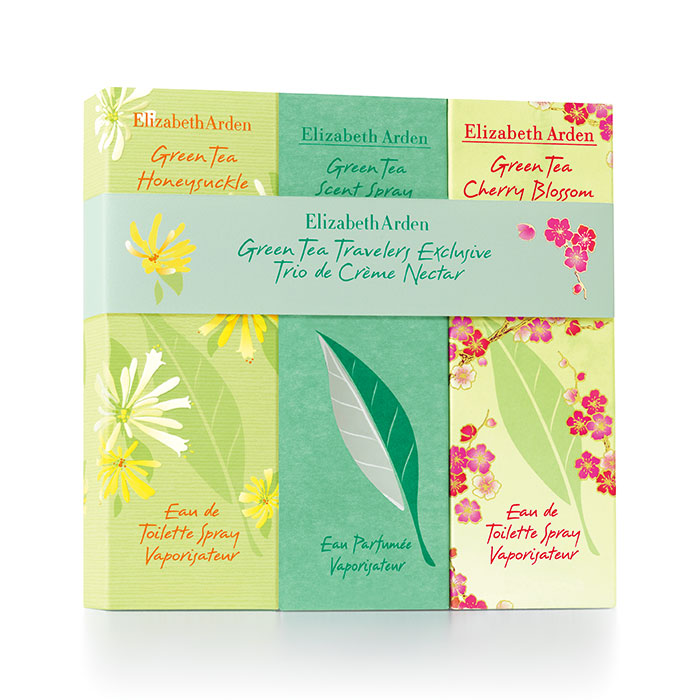 Elizabeth Arden
Green Tea
Honeysuckle
Elizabeth Arden
Green Tea
Scent Spray
Elizabeth Arden
Green Tea
Cherry Blossom
Elizabeth Arden
Green Tea Travelers Exclusive
Trio de Crème Nectar
Eau de
Toilette Spray
Vaporisateur
Eau Parfumée
Vaporisateur
Eau de
Toilette Spray
Vaporisateur